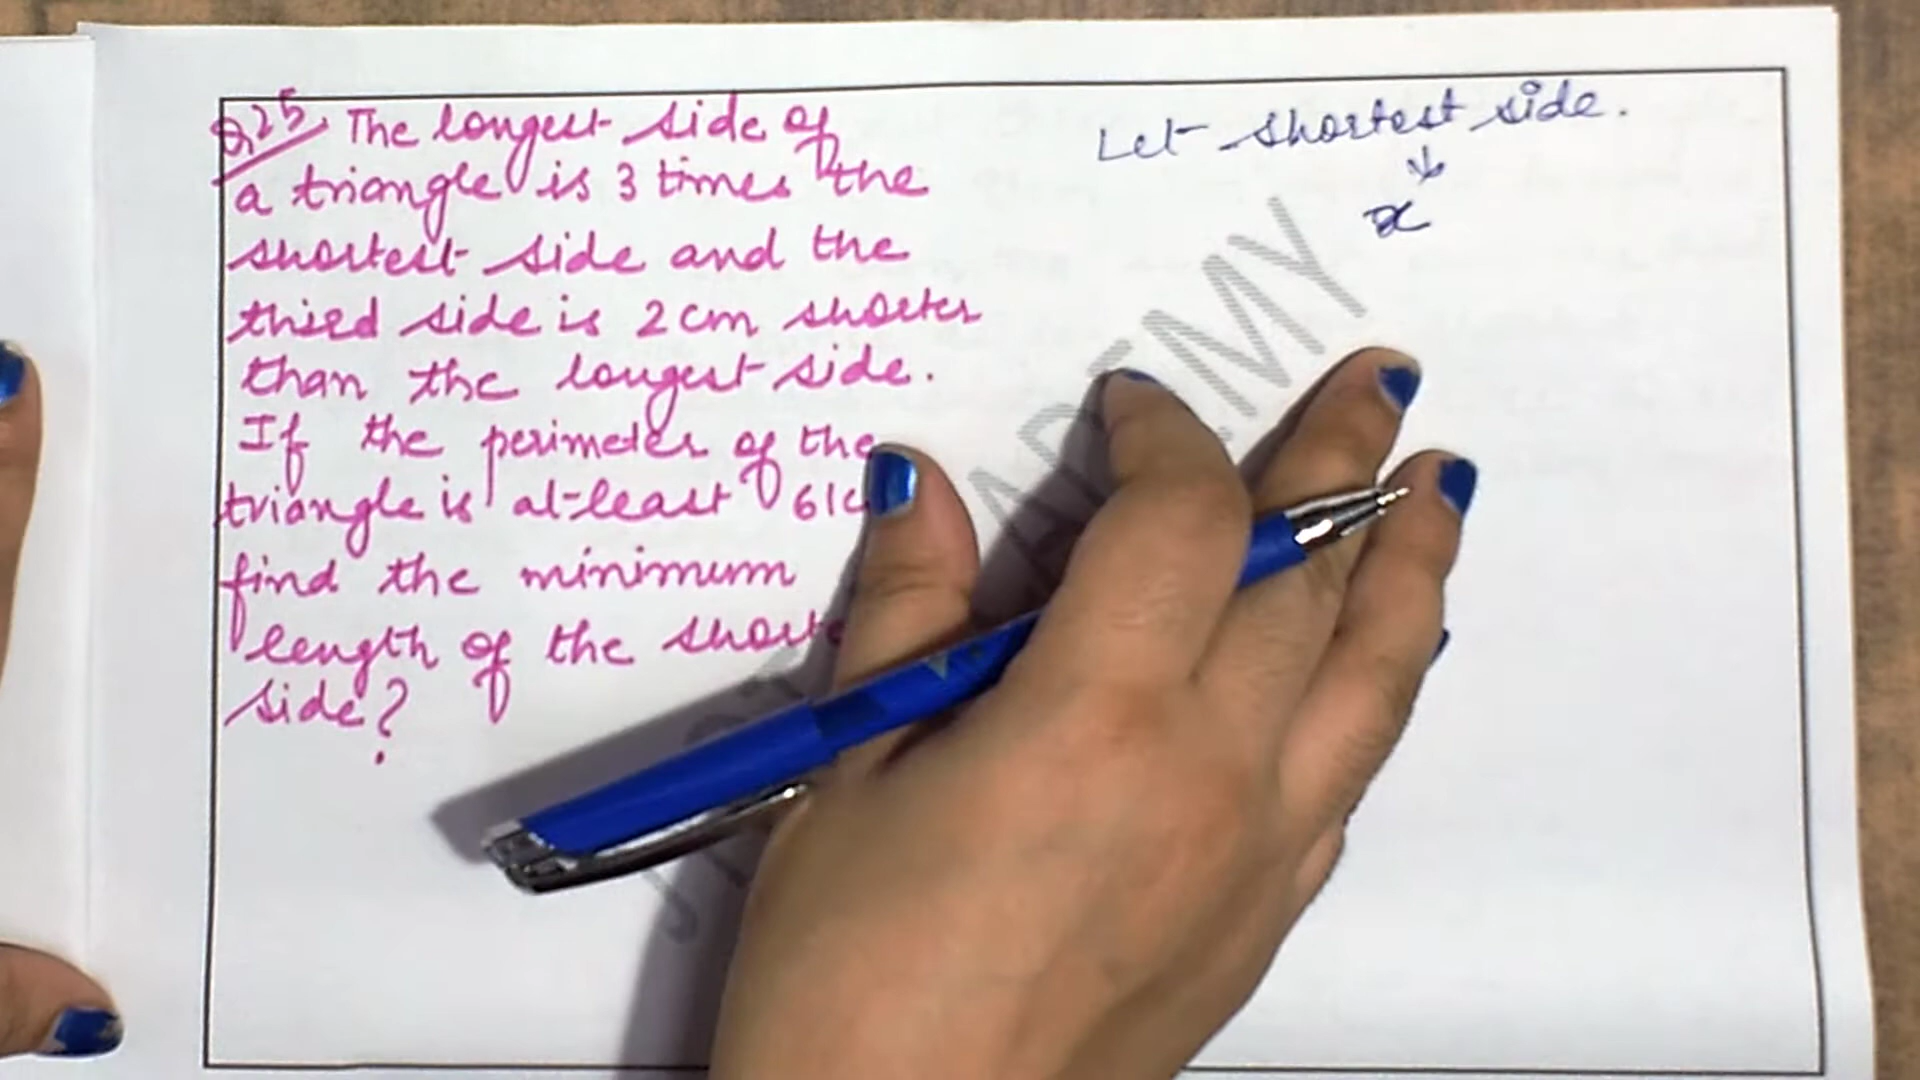 Q25. The longest side of
a triangle is 3 times the
shortest side and the
third side is 2cm shorter
than the longest side.
If the perimeter of the
triangle is at-least 61c
find the minimum
length of the shorte
side?
Let shortest side.
↓
x